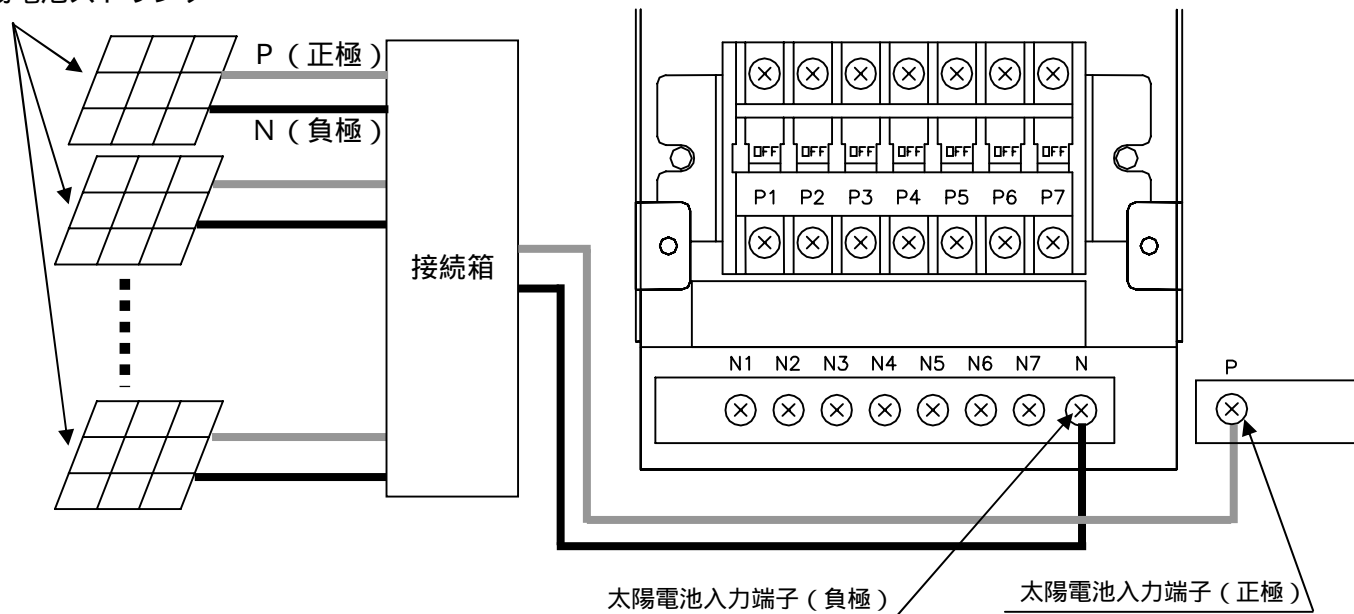 P（正極）
N（負極）
接続箱
OFF OFF OFF OFF OFF OFF OFF
P1 P2 P3 P4 P5 P6 P7
N1 N2 N3 N4 N5 N6 N7 N
P
太陽電池入力端子（負極）
太陽電池入力端子（正極）